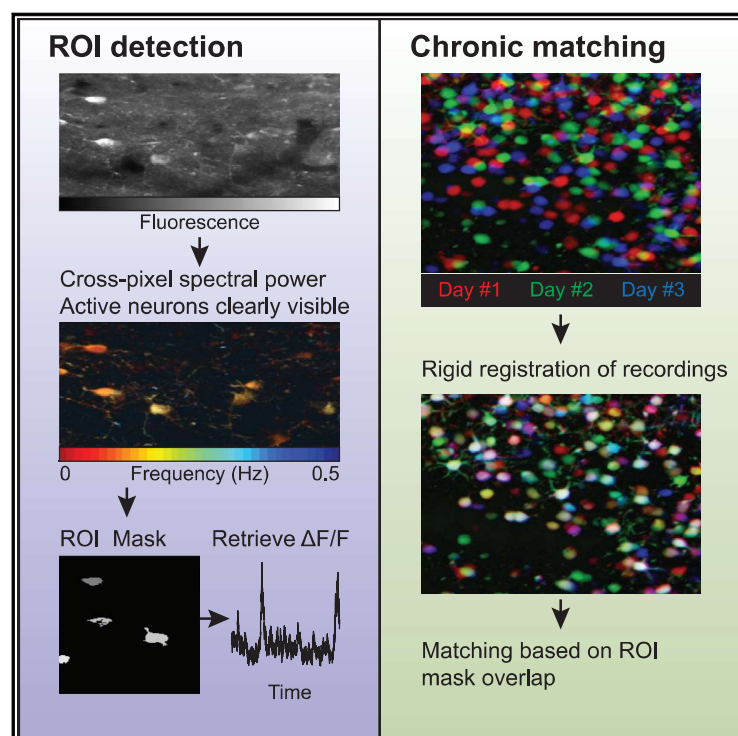 ROI detection
Fluorescence
Cross-pixel spectral power
Active neurons clearly visible
0 Frequency (Hz) 0.5
ROI Mask
Retrieve ΔF/F
Time
Chronic matching
Day #1 Day #2 Day #3
Rigid registration of recordings
Matching based on ROI
mask overlap